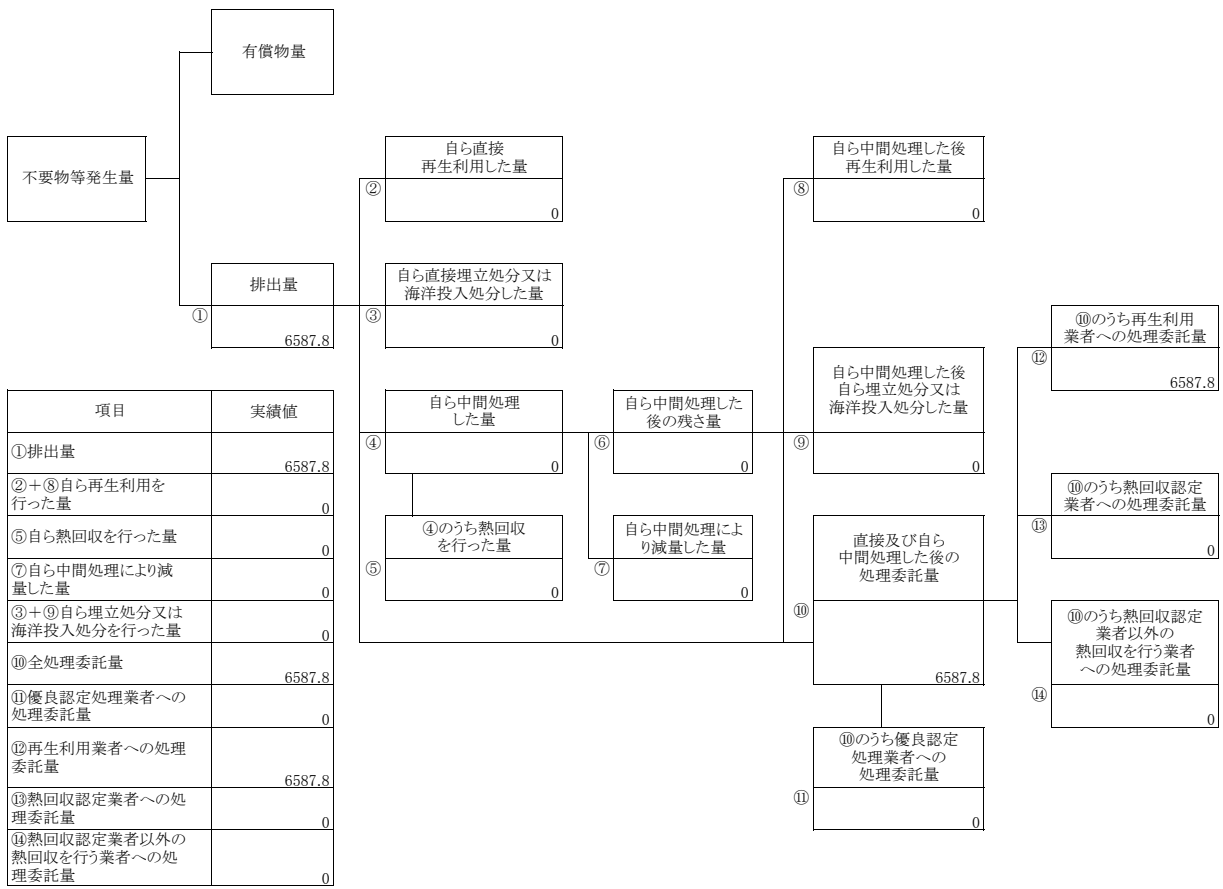 有償物量
不要物等発生量
排出量
①
6587.8
自ら直接
再生利用した量
②
0
自ら直接埋立処分又は
海洋投入処分した量
③
0
自ら中間処理
した量
④
0
④のうち熱回収
を行った量
⑤
0
自ら中間処理した
後の残さ量
⑥
0
自ら中間処理によ
り減量した量
⑦
0
自ら中間処理した後
再生利用した量
⑧
0
自ら中間処理した後
自ら埋立処分又は
海洋投入処分した量
⑨
0
直接及び自ら
中間処理した後の
処理委託量
⑩
6587.8
⑩のうち優良認定
処理業者への
処理委託量
⑪
0
⑩のうち再生利用
業者への処理委託量
⑫
6587.8
⑩のうち熱回収認定
業者への処理委託量
⑬
0
⑩のうち熱回収認定
業者以外の
熱回収を行う業者
への処理委託量
⑭
0
項目 実績値
①排出量
6587.8
②+⑧自ら再生利用を
行った量
0
⑤自ら熱回収を行った量
0
⑦自ら中間処理により減
量した量
0
③+⑨自ら埋立処分又は
海洋投入処分を行った量
0
⑩全処理委託量
6587.8
⑪優良認定処理業者への
処理委託量
0
⑫再生利用業者への処理
委託量
6587.8
⑬熱回収認定業者への処
理委託量
0
⑭熱回収認定業者以外の
熱回収を行う業者への処
理委託量
0